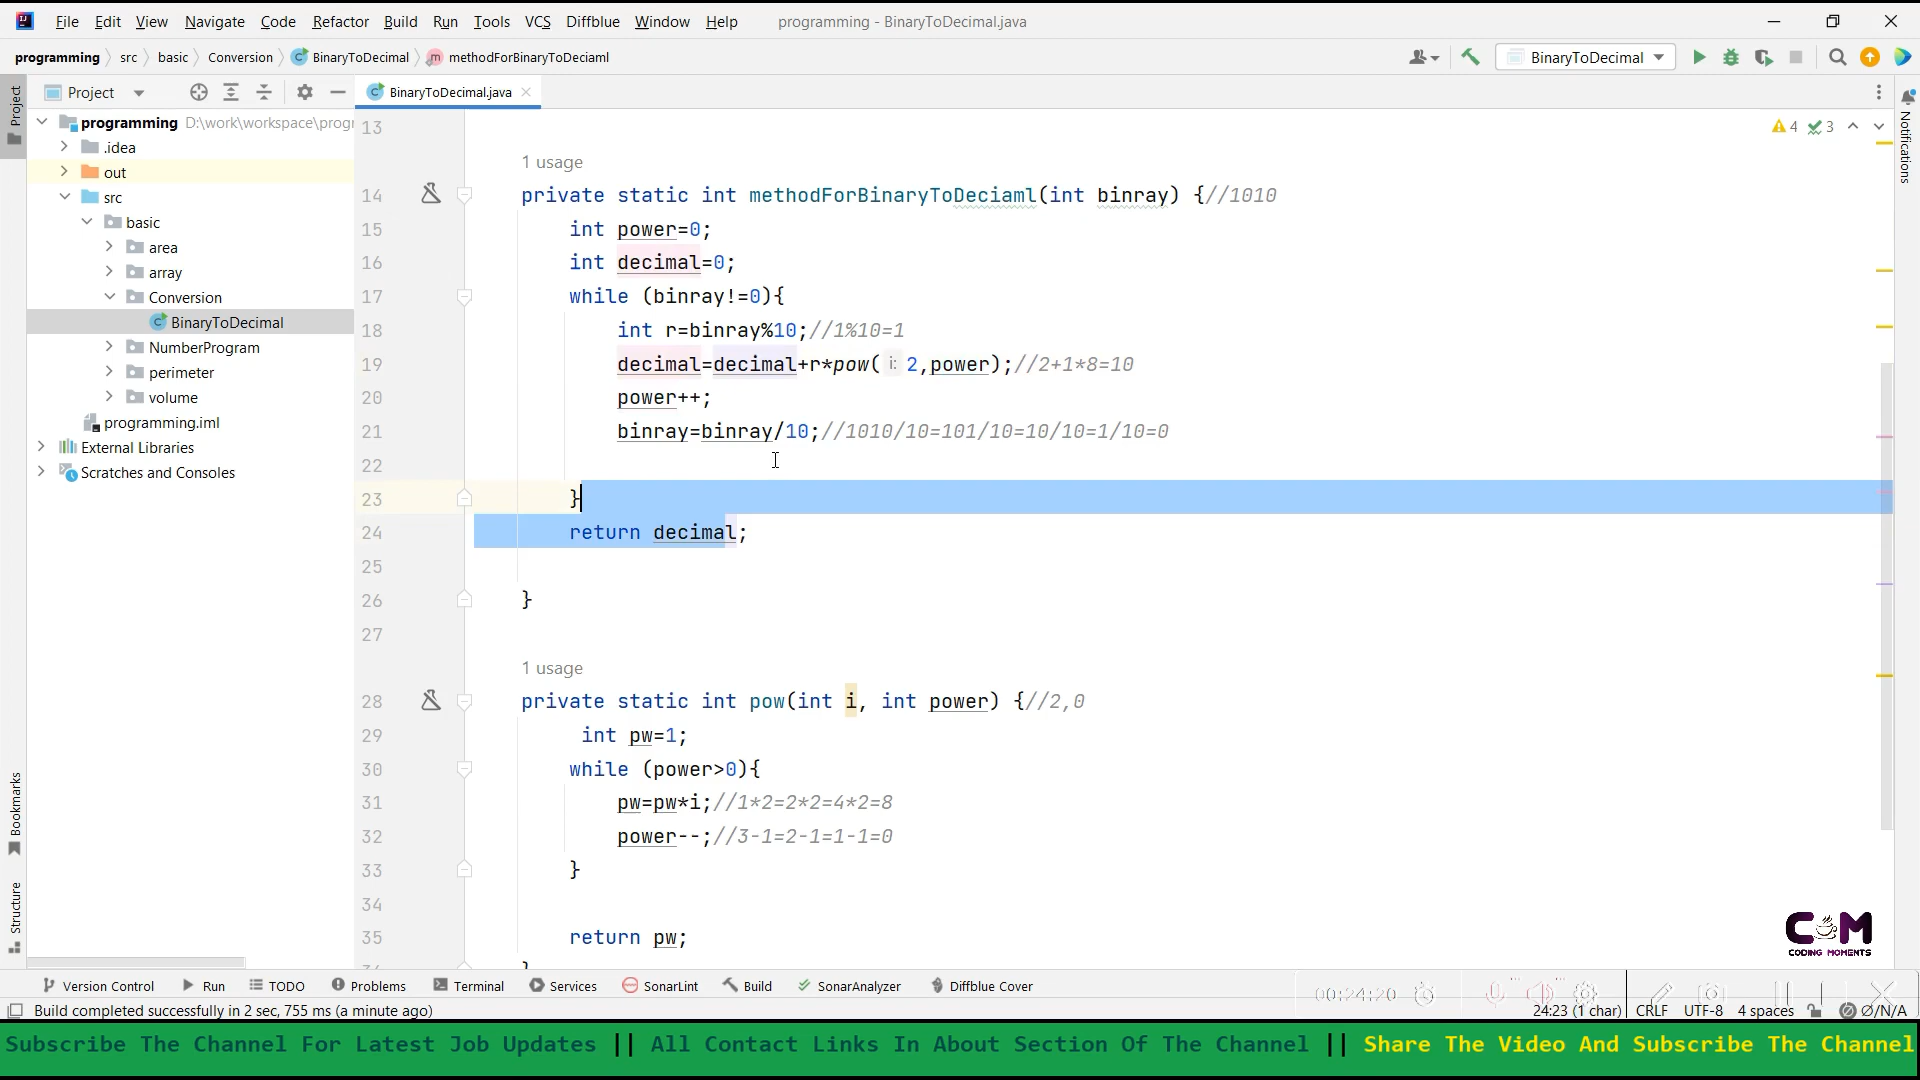 File Edit View Navigate Code Refactor Build Run Tools VCS Diffblue Window Help programming - BinaryToDecimal.java
programming src basic Conversion BinaryToDecimal methodForBinaryToDeciaml BinaryToDecimal
Project
Project
BinaryToDecimal.java
Notifications
programming D:\work\workspace\progr
.idea
out
src
basic
area
array
Conversion
BinaryToDecimal
NumberProgram
perimeter
volume
programming.iml
External Libraries
Scratches and Consoles
Bookmarks
Structure
4 3
13
1 usage
14 private static int methodForBinaryToDeciaml(int binray) {//1010
15 int power=0;
16 int decimal=0;
17 while (binray!=0){
18 int r=binray%10;//1%10=1
19 decimal=decimal+r*pow( i: 2,power);//2+1*8=10
20 power++;
21 binray=binray/10;//1010/10=101/10=10/10=1/10=0
22
23 }
24 return decimal;
25
26 }
27
1 usage
28 private static int pow(int i, int power) {//2,0
29 int pw=1;
30 while (power>0){
31 pw=pw*i;//1*2=2*2=4*2=8
32 power--;//3-1=2-1=1-1=0
33 }
34
35 return pw;
C M
CODING MOMENTS
Version Control Run TODO Problems Terminal Services SonarLint Build SonarAnalyzer Diffblue Cover
00:24:20
Build completed successfully in 2 sec, 755 ms (a minute ago) 24:23 (1 char) CRLF UTF-8 4 spaces Ø/N/A
Subscribe The Channel For Latest Job Updates || All Contact Links In About Section Of The Channel || Share The Video And Subscribe The Channel